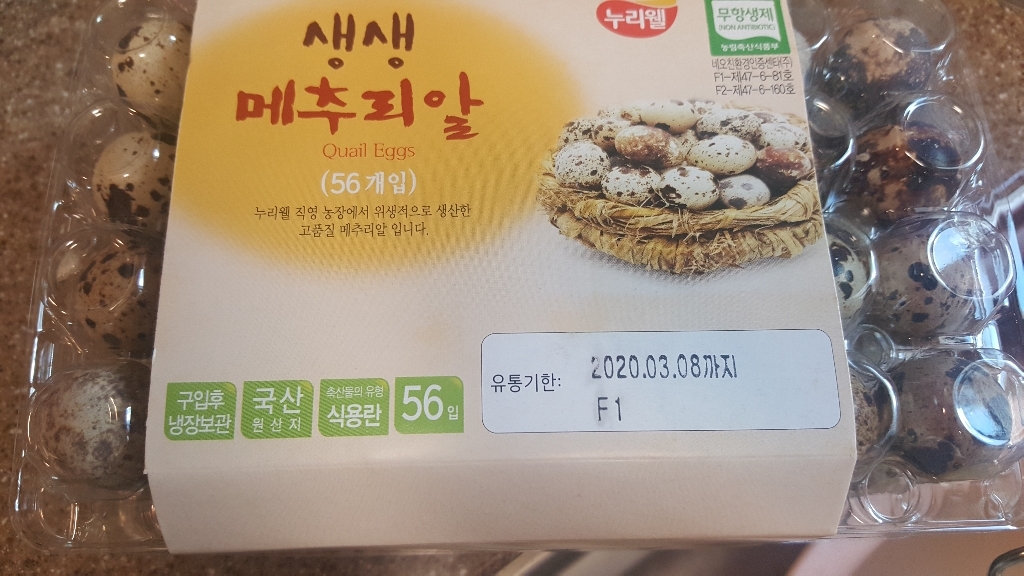 생생
메추리알
Quail Eggs
(56개입)
누리웰 직영 농장에서 위생적으로 생산한
고품질 메추리알 입니다.
누리웰
무항생제
(NON ANTIBIOTIC)
농림축산식품부
네오친환경인증센터(주)
F1-제47-6-81호
F2-제47-6-160호
구입후
냉장보관
국산
원산지
축산물의 유형
식용란
56입
유통기한: 2020.03.08까지
F1